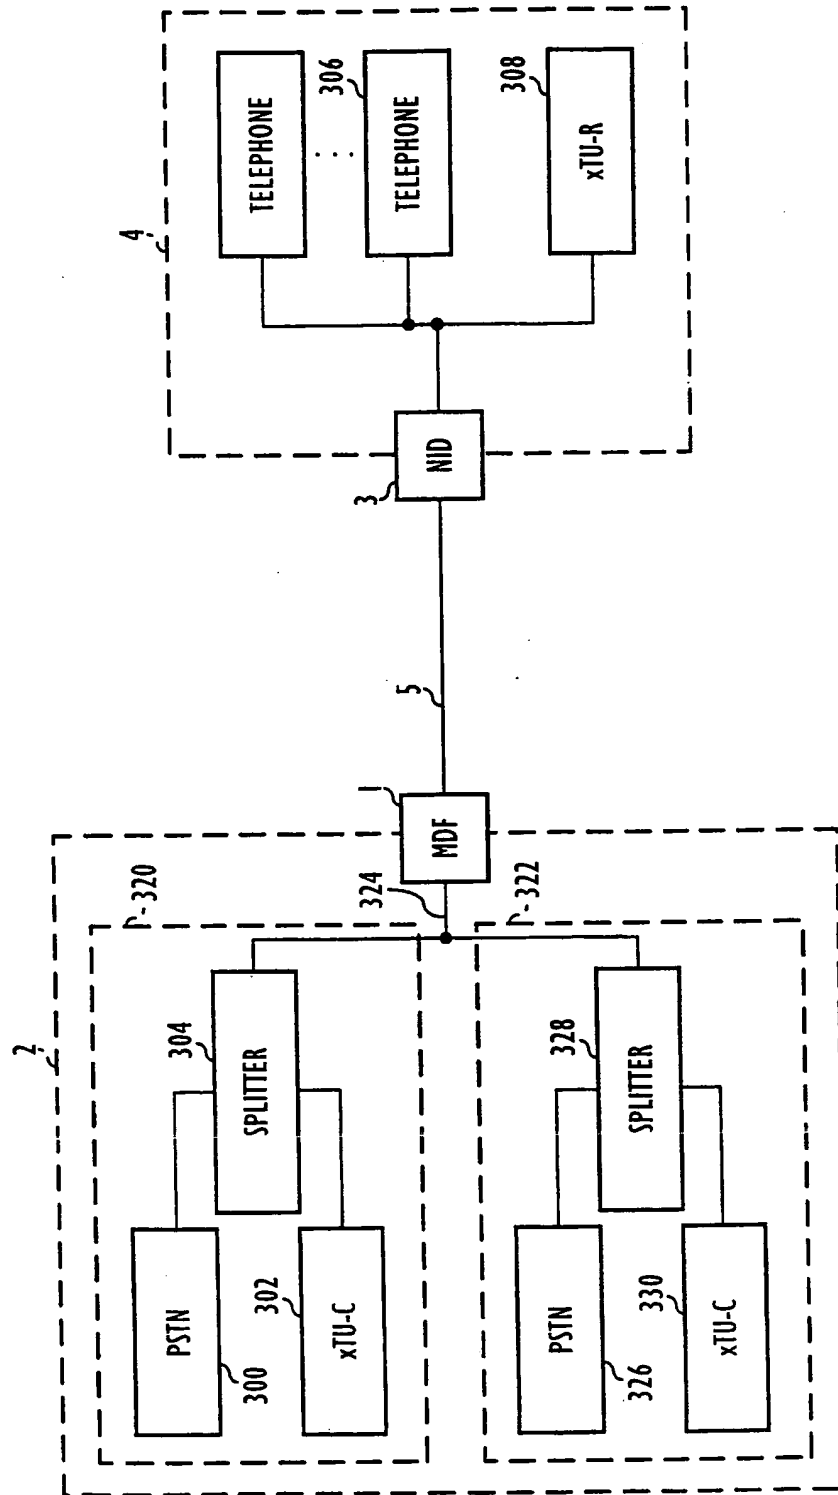 2
320
PSTN
300
304
SPLITTER
302
xTU-C
324
MDF
1
5
322
PSTN
326
328
SPLITTER
330
xTU-C
3
NID
4
TELEPHONE
. . .
306
TELEPHONE
308
xTU-R